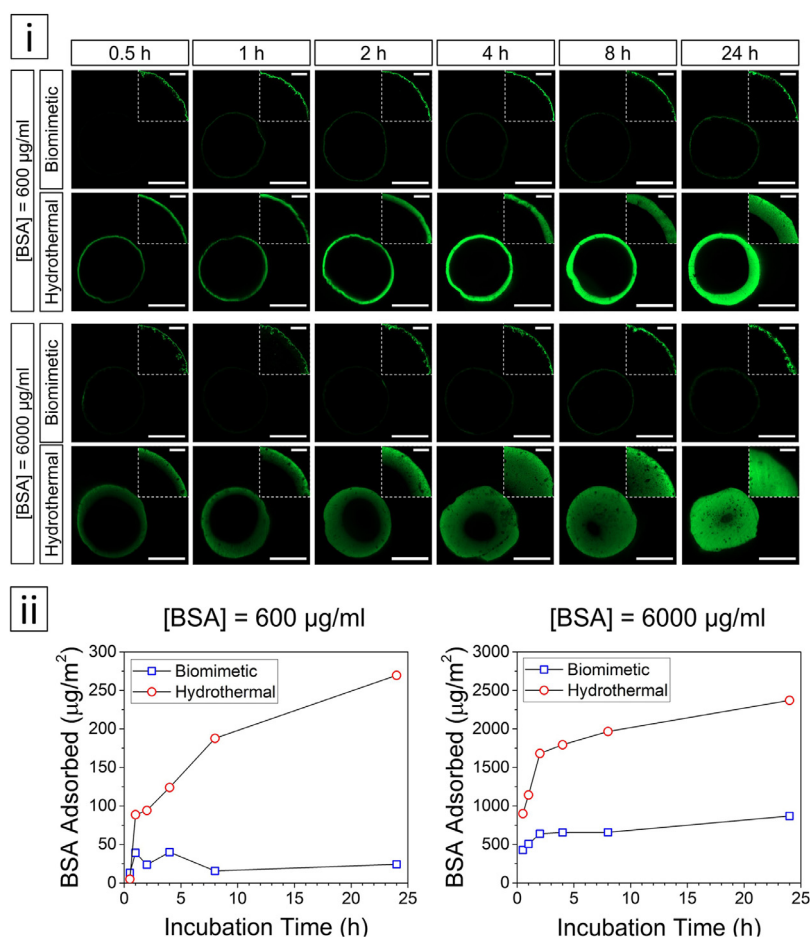 i
0.5 h 1 h 2 h 4 h 8 h 24 h
[BSA] = 600 µg/ml
Biomimetic
Hydrothermal
[BSA] = 6000 µg/ml
Biomimetic
Hydrothermal
ii
[BSA] = 600 µg/ml
BSA Adsorbed (µg/m²)
300
250
200
150
100
50
0
Biomimetic
Hydrothermal
0 5 10 15 20 25
Incubation Time (h)
[BSA] = 6000 µg/ml
BSA Adsorbed (µg/m²)
3000
2500
2000
1500
1000
500
0
Biomimetic
Hydrothermal
0 5 10 15 20 25
Incubation Time (h)